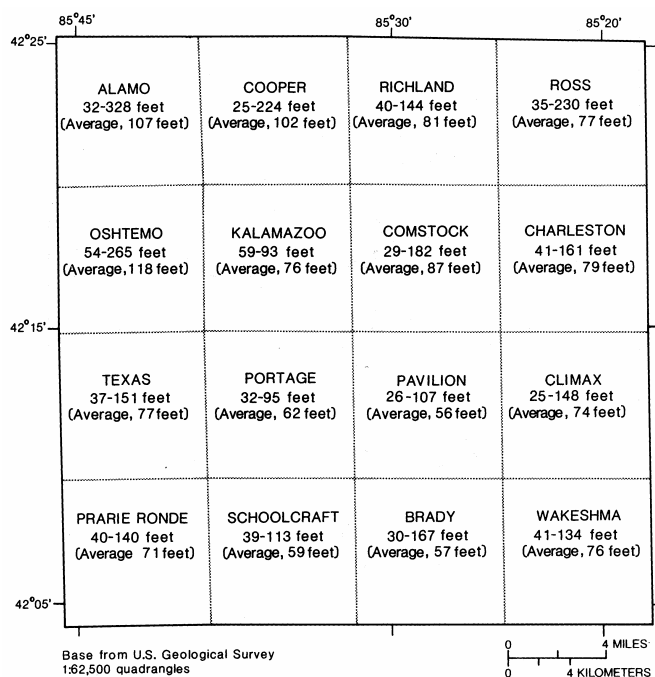 85°45' 85°30' 85°20'
42°25'
ALAMO
32-328 feet
(Average, 107 feet)
COOPER
25-224 feet
(Average, 102 feet)
RICHLAND
40-144 feet
(Average, 81 feet)
ROSS
35-230 feet
(Average, 77 feet)
OSHTEMO
54-265 feet
(Average, 118 feet)
KALAMAZOO
59-93 feet
(Average, 76 feet)
COMSTOCK
29-182 feet
(Average, 87 feet)
CHARLESTON
41-161 feet
(Average, 79 feet)
42°15'
TEXAS
37-151 feet
(Average, 77feet)
PORTAGE
32-95 feet
(Average, 62 feet)
PAVILION
26-107 feet
(Average, 56 feet)
CLIMAX
25-148 feet
(Average, 74 feet)
PRARIE RONDE
40-140 feet
(Average 71 feet)
SCHOOLCRAFT
39-113 feet
(Average, 59 feet)
BRADY
30-167 feet
(Average, 57 feet)
WAKESHMA
41-134 feet
(Average, 76 feet)
42°05'
Base from U.S. Geological Survey
1:62,500 quadrangles
0 4 MILES
0 4 KILOMETERS